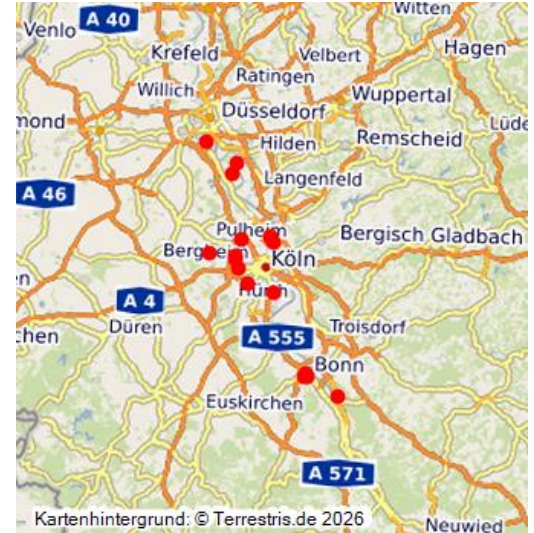 Witten
A 40
Venlo
Hagen
Krefeld
Velbert
Ratingen
Willich
Wuppertal
Düsseldorf
mond
Lüde
Remscheid
Hilden
Langenfeld
A 46
Pulheim
Bergisch Gladbach
Bergheim
Köln
en
Hürth
A 4
Düren
Troisdorf
chen
A 555
Bonn
Euskirchen
A 571
Kartenhintergrund: © Terrestris.de 2026
Neuwied